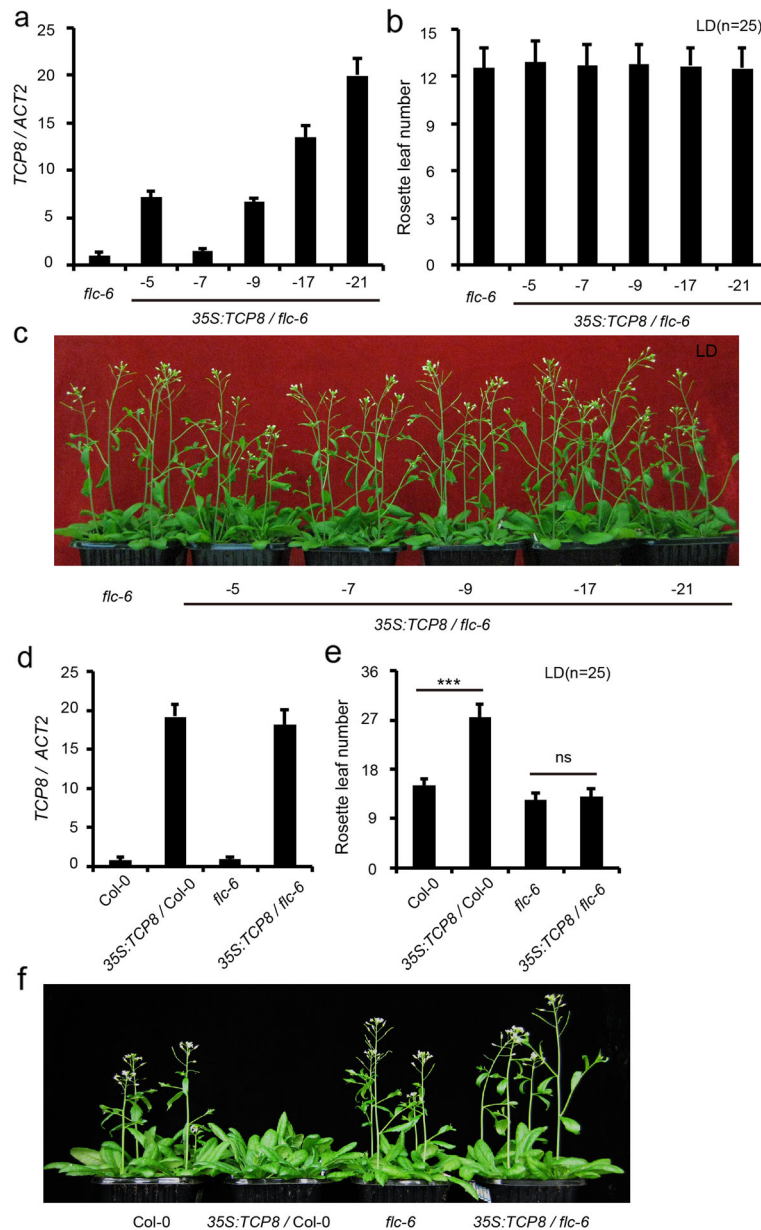 a
TCP8 / ACT2
25
20
15
10
5
0
flc-6
-5
-7
-9
-17
-21
35S:TCP8 / flc-6
b
LD(n=25)
Rosette leaf number
15
12
9
6
3
0
flc-6
-5
-7
-9
-17
-21
35S:TCP8 / flc-6
c
LD
flc-6
-5
-7
-9
-17
-21
35S:TCP8 / flc-6
d
TCP8 / ACT2
25
20
15
10
5
0
Col-0
35S:TCP8 / Col-0
flc-6
35S:TCP8 / flc-6
e
LD(n=25)
Rosette leaf number
36
27
18
9
0
***
ns
Col-0
35S:TCP8 / Col-0
flc-6
35S:TCP8 / flc-6
f
Col-0
35S:TCP8 / Col-0
flc-6
35S:TCP8 / flc-6